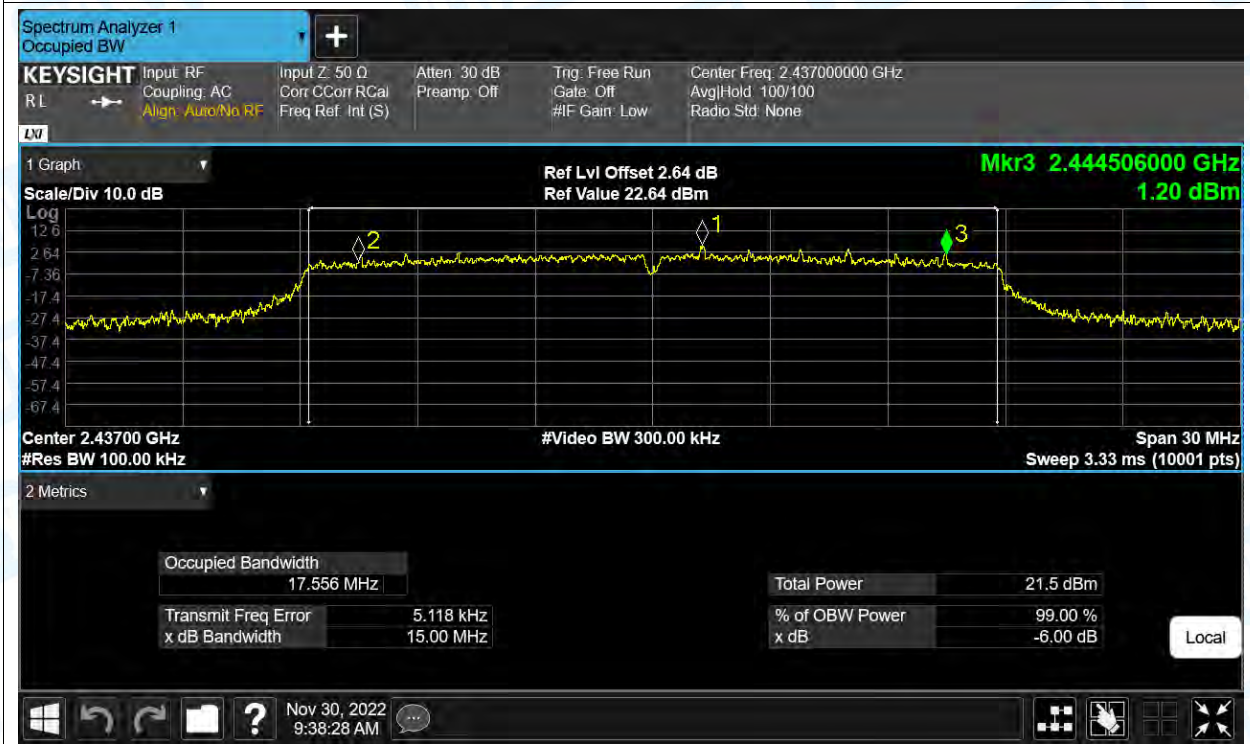 Spectrum Analyzer 1
Occupied BW
+
KEYSIGHT
RL
LXI
Input: RF
Coupling: AC
Align: Auto/No RF
Input Z: 50 Ω
Corr CCorr RCal
Freq Ref: Int (S)
Atten: 30 dB
Preamp: Off
Trig: Free Run
Gate: Off
#IF Gain: Low
Center Freq: 2.437000000 GHz
Avg|Hold: 100/100
Radio Std: None
1 Graph
Scale/Div 10.0 dB
Ref Lvl Offset 2.64 dB
Ref Value 22.64 dBm
Mkr3 2.444506000 GHz
1.20 dBm
Log
12.6
2.64
-7.36
-17.4
-27.4
-37.4
-47.4
-57.4
-67.4
2
1
3
Center 2.43700 GHz
#Video BW 300.00 kHz
Span 30 MHz
#Res BW 100.00 kHz
Sweep 3.33 ms (10001 pts)
2 Metrics
Occupied Bandwidth
17.556 MHz
Total Power 21.5 dBm
Transmit Freq Error 5.118 kHz
% of OBW Power 99.00 %
x dB Bandwidth 15.00 MHz
x dB -6.00 dB
Local
?
Nov 30, 2022
9:38:28 AM